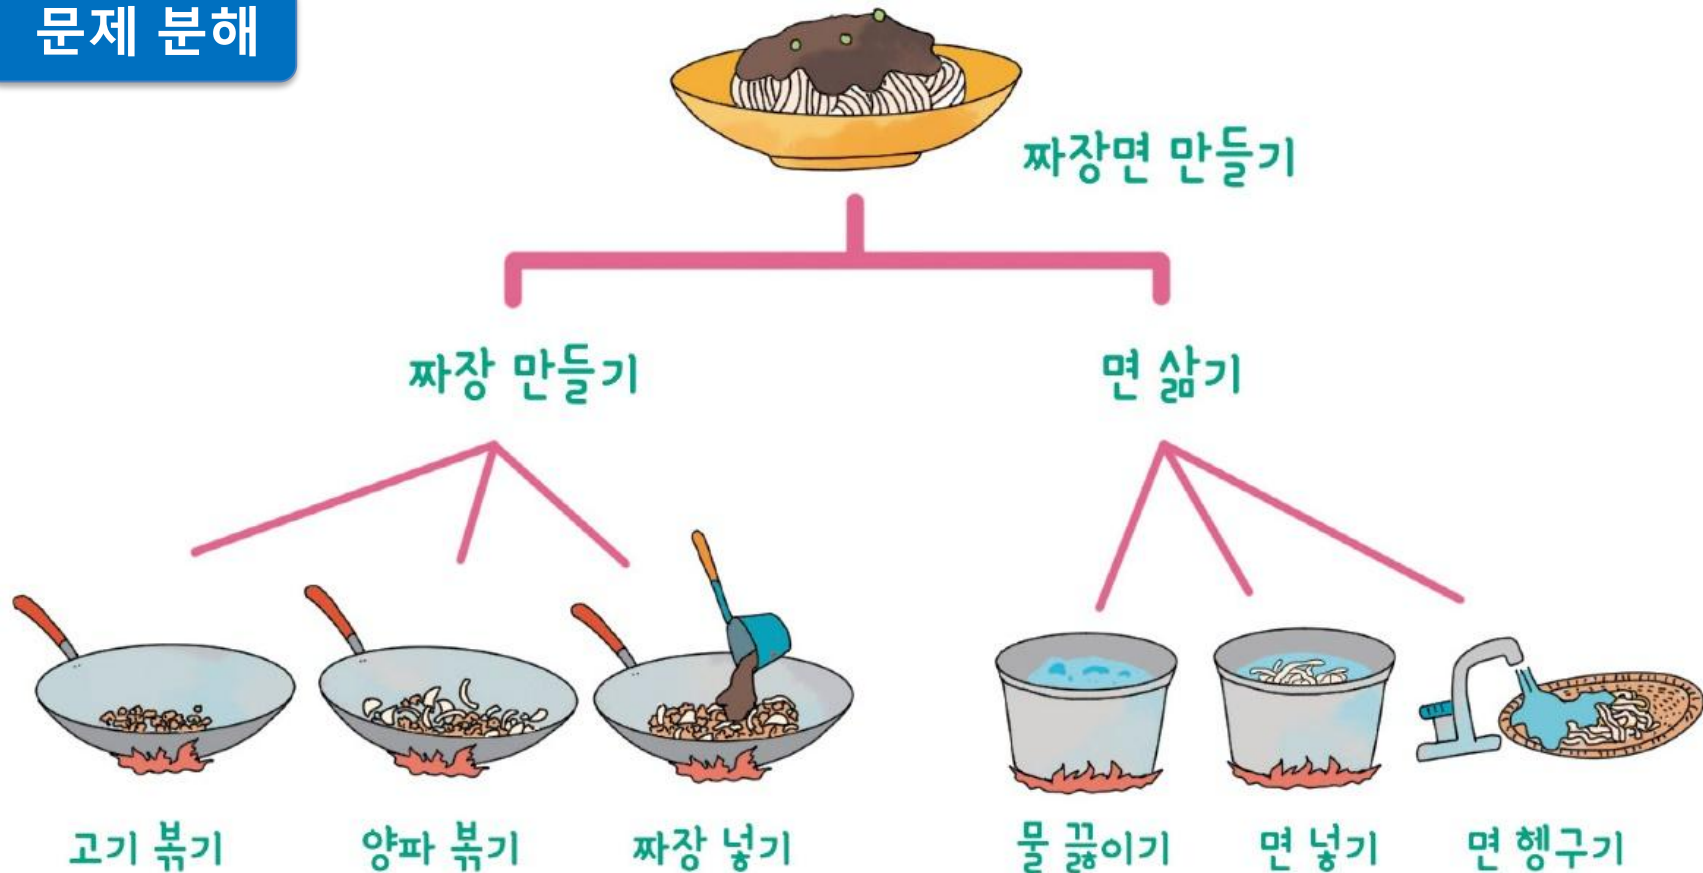 문제 분해
짜장면 만들기
짜장 만들기
면 삶기
고기 볶기
양파 볶기
짜장 넣기
물 끓이기
면 넣기
면 헹구기